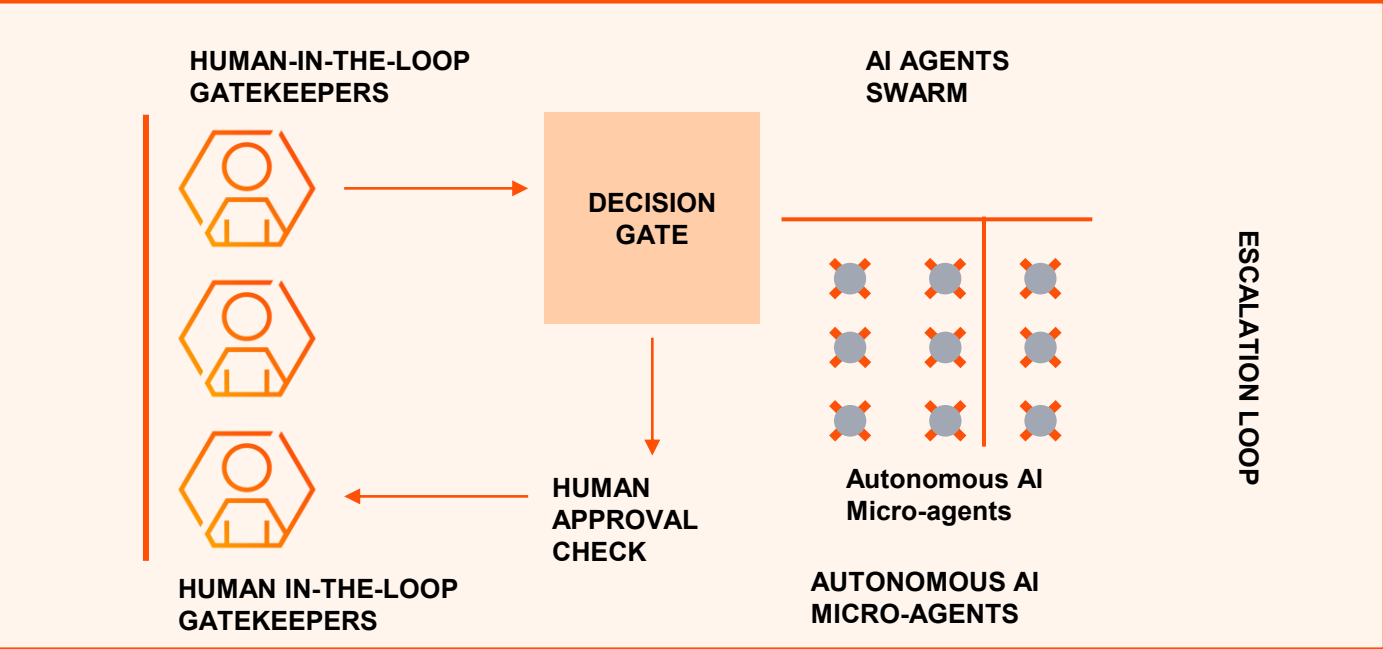 HUMAN-IN-THE-LOOP
GATEKEEPERS
AI AGENTS
SWARM
DECISION
GATE
ESCALATION LOOP
HUMAN
APPROVAL
CHECK
Autonomous AI
Micro-agents
HUMAN IN-THE-LOOP
GATEKEEPERS
AUTONOMOUS AI
MICRO-AGENTS